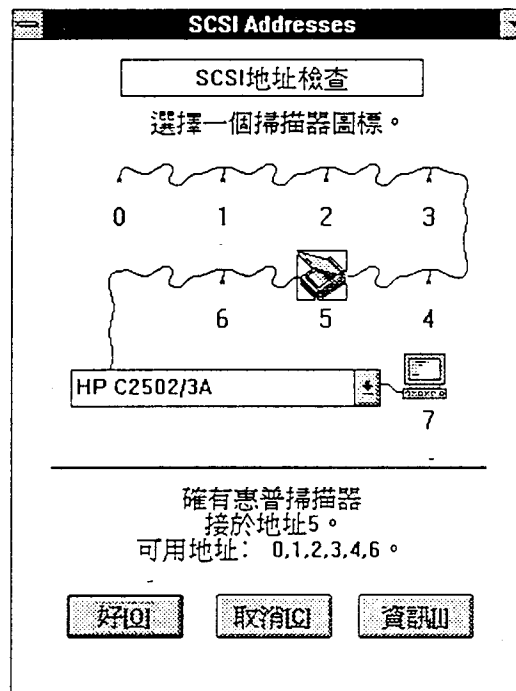 SCSI Addresses
SCSI地址檢查
選擇一個掃描器圖標。
0 1 2 3
6 5 4
HP C2502/3A
7
確有惠普掃描器
接於地址5。
可用地址： 0,1,2,3,4,6。
好[O] 取消[C] 資訊[I]